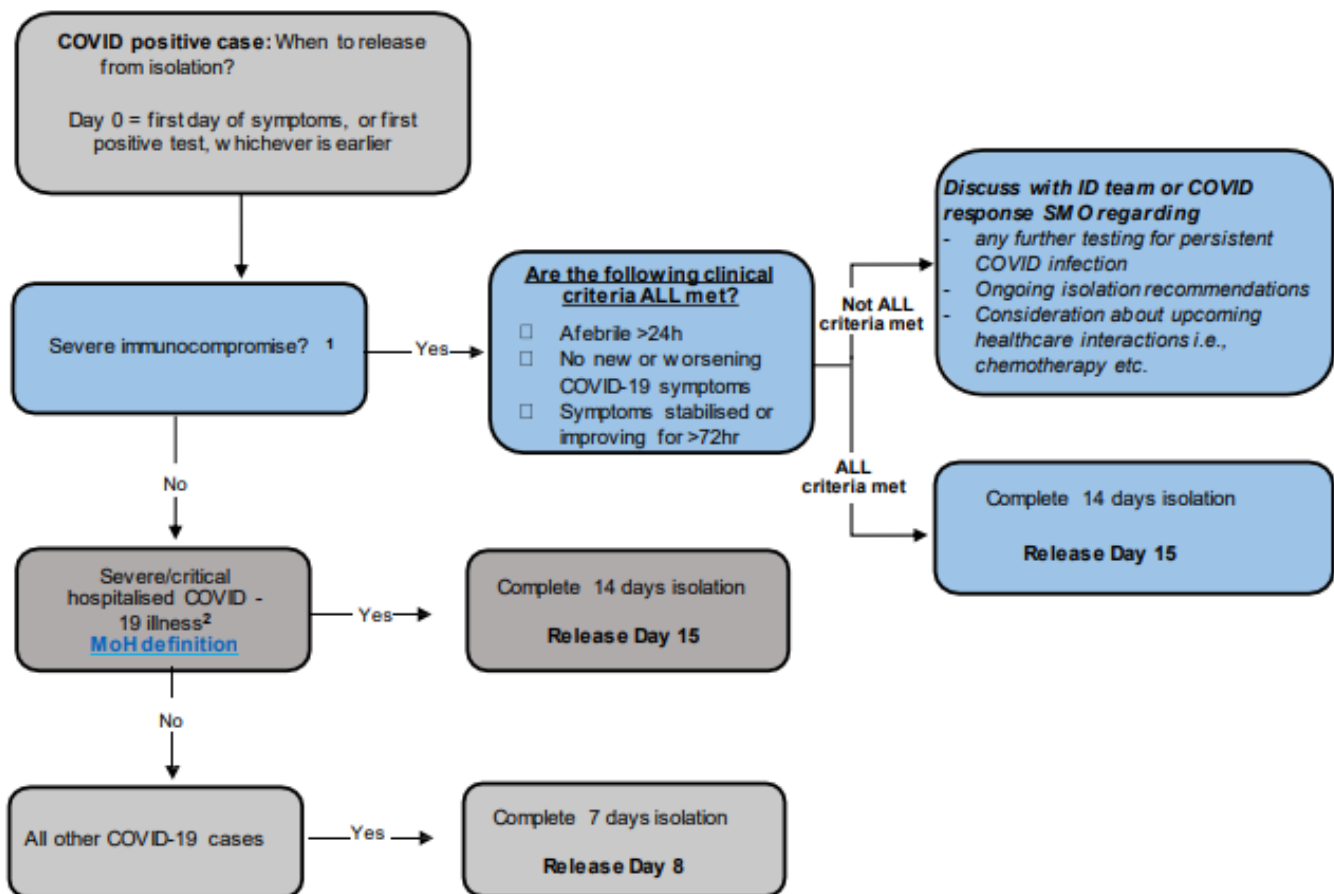 COVID positive case: When to release
from isolation?
Day 0 = first day of symptoms, or first
positive test, whichever is earlier
Severe immunocompromise? 1
Yes
Are the following clinical
criteria ALL met?
☐ Afebrile >24h
☐ No new or worsening
COVID-19 symptoms
☐ Symptoms stabilised or
improving for >72hr
Not ALL
criteria met
Discuss with ID team or COVID
response SMO regarding
- any further testing for persistent
COVID infection
- Ongoing isolation recommendations
- Consideration about upcoming
healthcare interactions i.e.,
chemotherapy etc.
ALL
criteria met
Complete 14 days isolation
Release Day 15
No
Severe/critical
hospitalised COVID -
19 illness2
MoH definition
Yes
Complete 14 days isolation
Release Day 15
No
All other COVID-19 cases
Yes
Complete 7 days isolation
Release Day 8